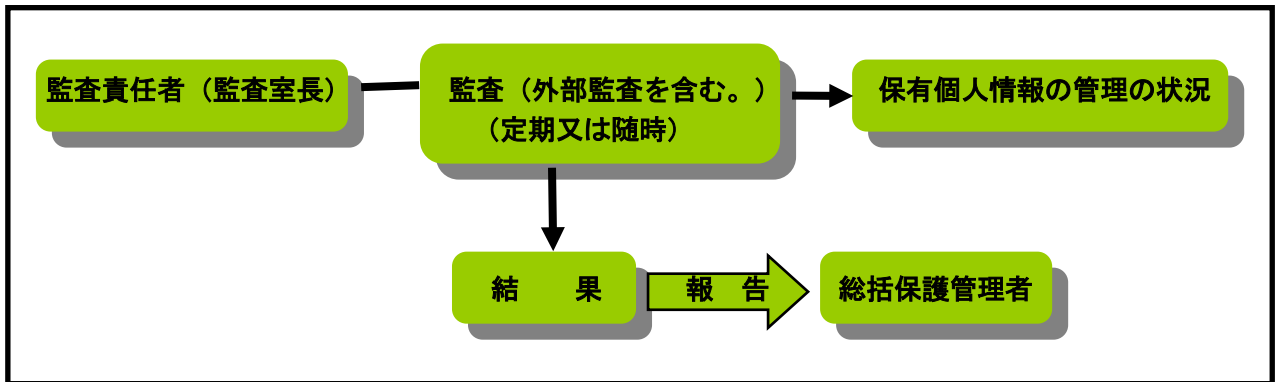 監査責任者（監査室長）
監査（外部監査を含む。）
（定期又は随時）
保有個人情報の管理の状況
結　　果
報　告
総括保護管理者